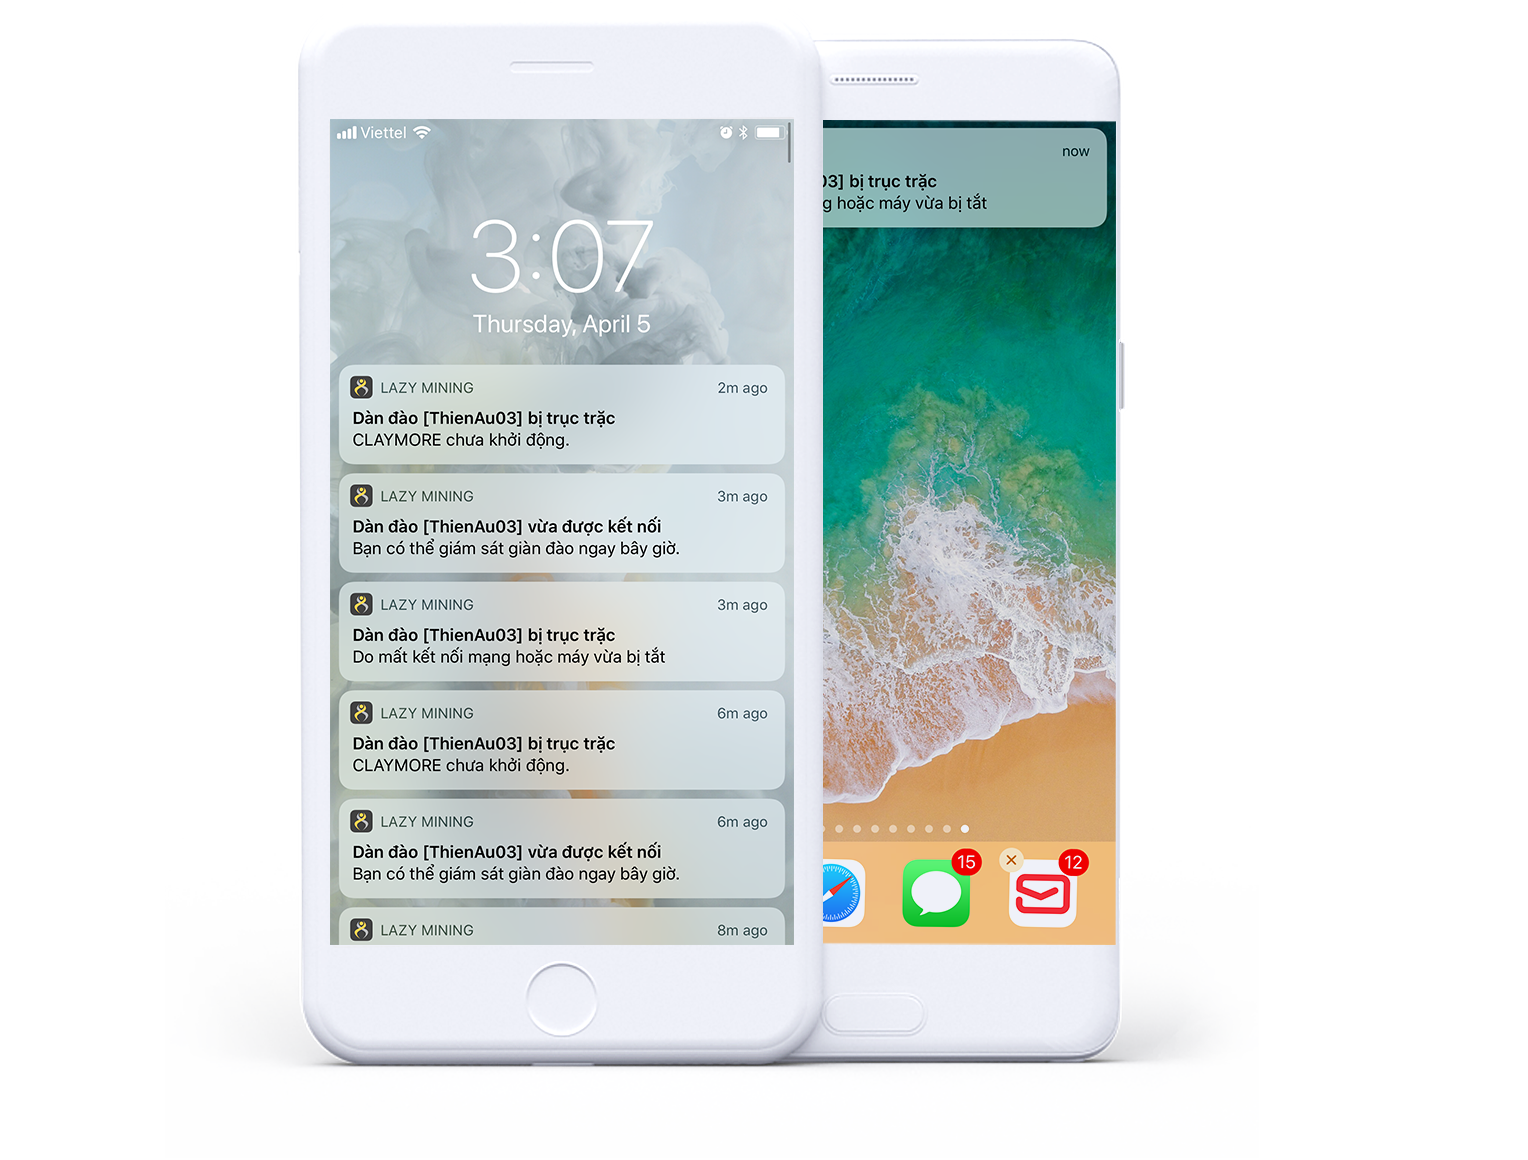 Viettel
3:07
Thursday, April 5
LAZY MINING 2m ago
Dàn đào [ThienAu03] bị trục trặc
CLAYMORE chưa khởi động.
LAZY MINING 3m ago
Dàn đào [ThienAu03] vừa được kết nối
Bạn có thể giám sát giàn đào ngay bây giờ.
LAZY MINING 3m ago
Dàn đào [ThienAu03] bị trục trặc
Do mất kết nối mạng hoặc máy vừa bị tắt
LAZY MINING 6m ago
Dàn đào [ThienAu03] bị trục trặc
CLAYMORE chưa khởi động.
LAZY MINING 6m ago
Dàn đào [ThienAu03] vừa được kết nối
Bạn có thể giám sát giàn đào ngay bây giờ.
LAZY MINING 8m ago
now
03] bị trục trặc
g hoặc máy vừa bị tắt
15
12